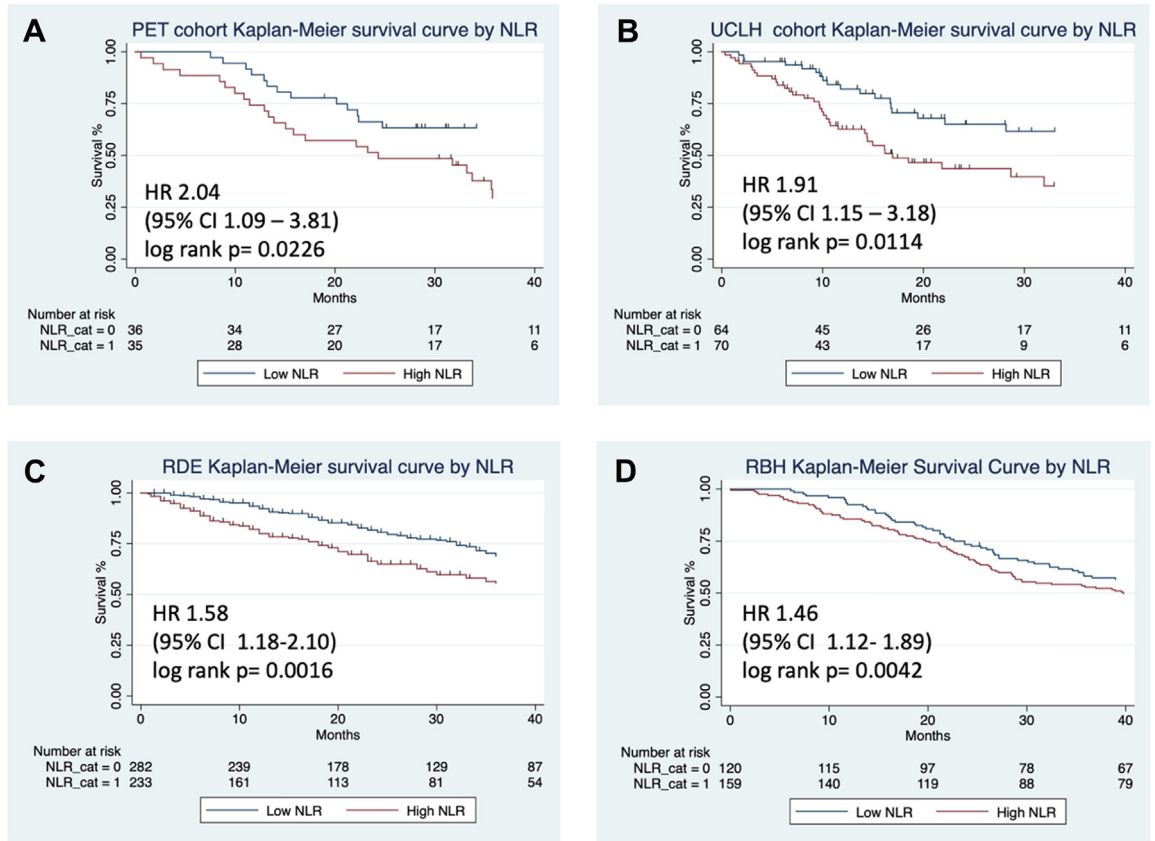 A
PET cohort Kaplan-Meier survival curve by NLR
1.00
0.75
0.50
0.25
0.00
Survival %
HR 2.04
(95% CI 1.09 – 3.81)
log rank p= 0.0226
0 10 20 30 40
Months
Number at risk
NLR_cat = 0 36 34 27 17 11
NLR_cat = 1 35 28 20 17 6
Low NLR High NLR
B
UCLH cohort Kaplan-Meier survival curve by NLR
1.00
0.75
0.50
0.25
0.00
Survival %
HR 1.91
(95% CI 1.15 – 3.18)
log rank p= 0.0114
0 10 20 30 40
Months
Number at risk
NLR_cat = 0 64 45 26 17 11
NLR_cat = 1 70 43 17 9 6
Low NLR High NLR
C
RDE Kaplan-Meier survival curve by NLR
1.00
0.75
0.50
0.25
0.00
Survival %
HR 1.58
(95% CI 1.18-2.10)
log rank p= 0.0016
0 10 20 30 40
Months
Number at risk
NLR_cat = 0 282 239 178 129 87
NLR_cat = 1 233 161 113 81 54
Low NLR High NLR
D
RBH Kaplan-Meier Survival Curve by NLR
1.00
0.75
0.50
0.25
0.00
Survival %
HR 1.46
(95% CI 1.12- 1.89)
log rank p= 0.0042
0 10 20 30 40
Months
Number at risk
NLR_cat = 0 120 115 97 78 67
NLR_cat = 1 159 140 119 88 79
Low NLR High NLR